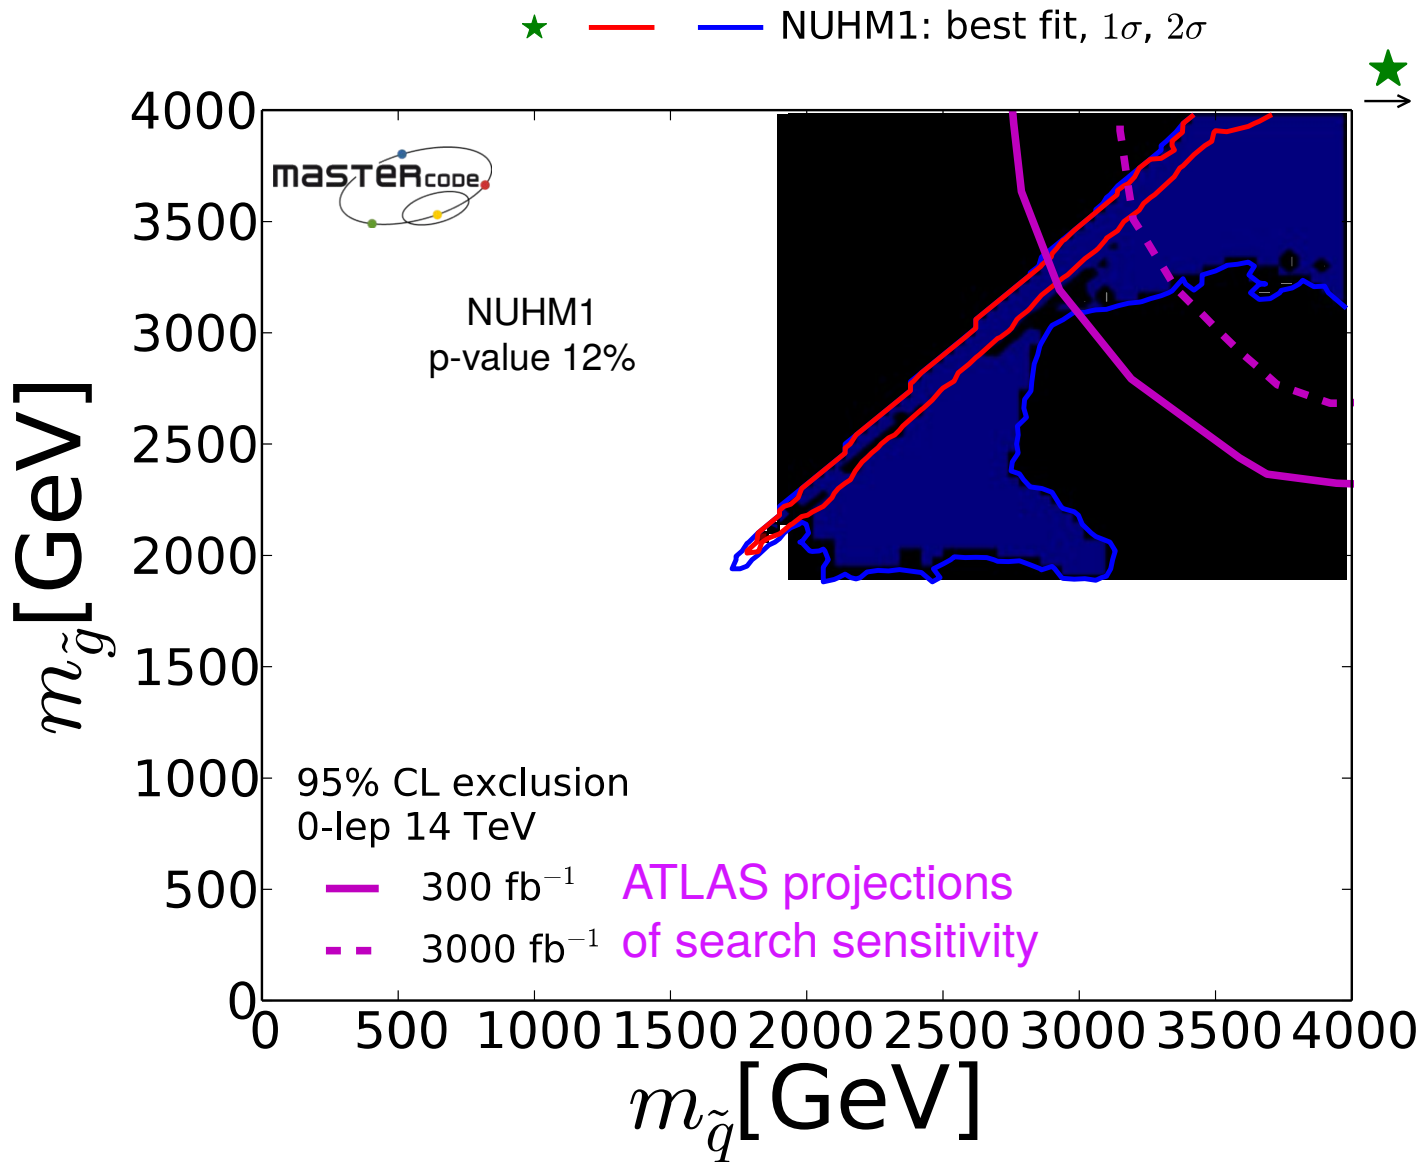 NUHM1: best fit, 1σ, 2σ
4000
3500
3000
2500
2000
1500
1000
500
0
m_g̃ [GeV]
MASTERCODE
NUHM1
p-value 12%
95% CL exclusion
0-lep 14 TeV
300 fb⁻¹
3000 fb⁻¹
ATLAS projections
of search sensitivity
0 500 1000 1500 2000 2500 3000 3500 4000
m_q̃ [GeV]